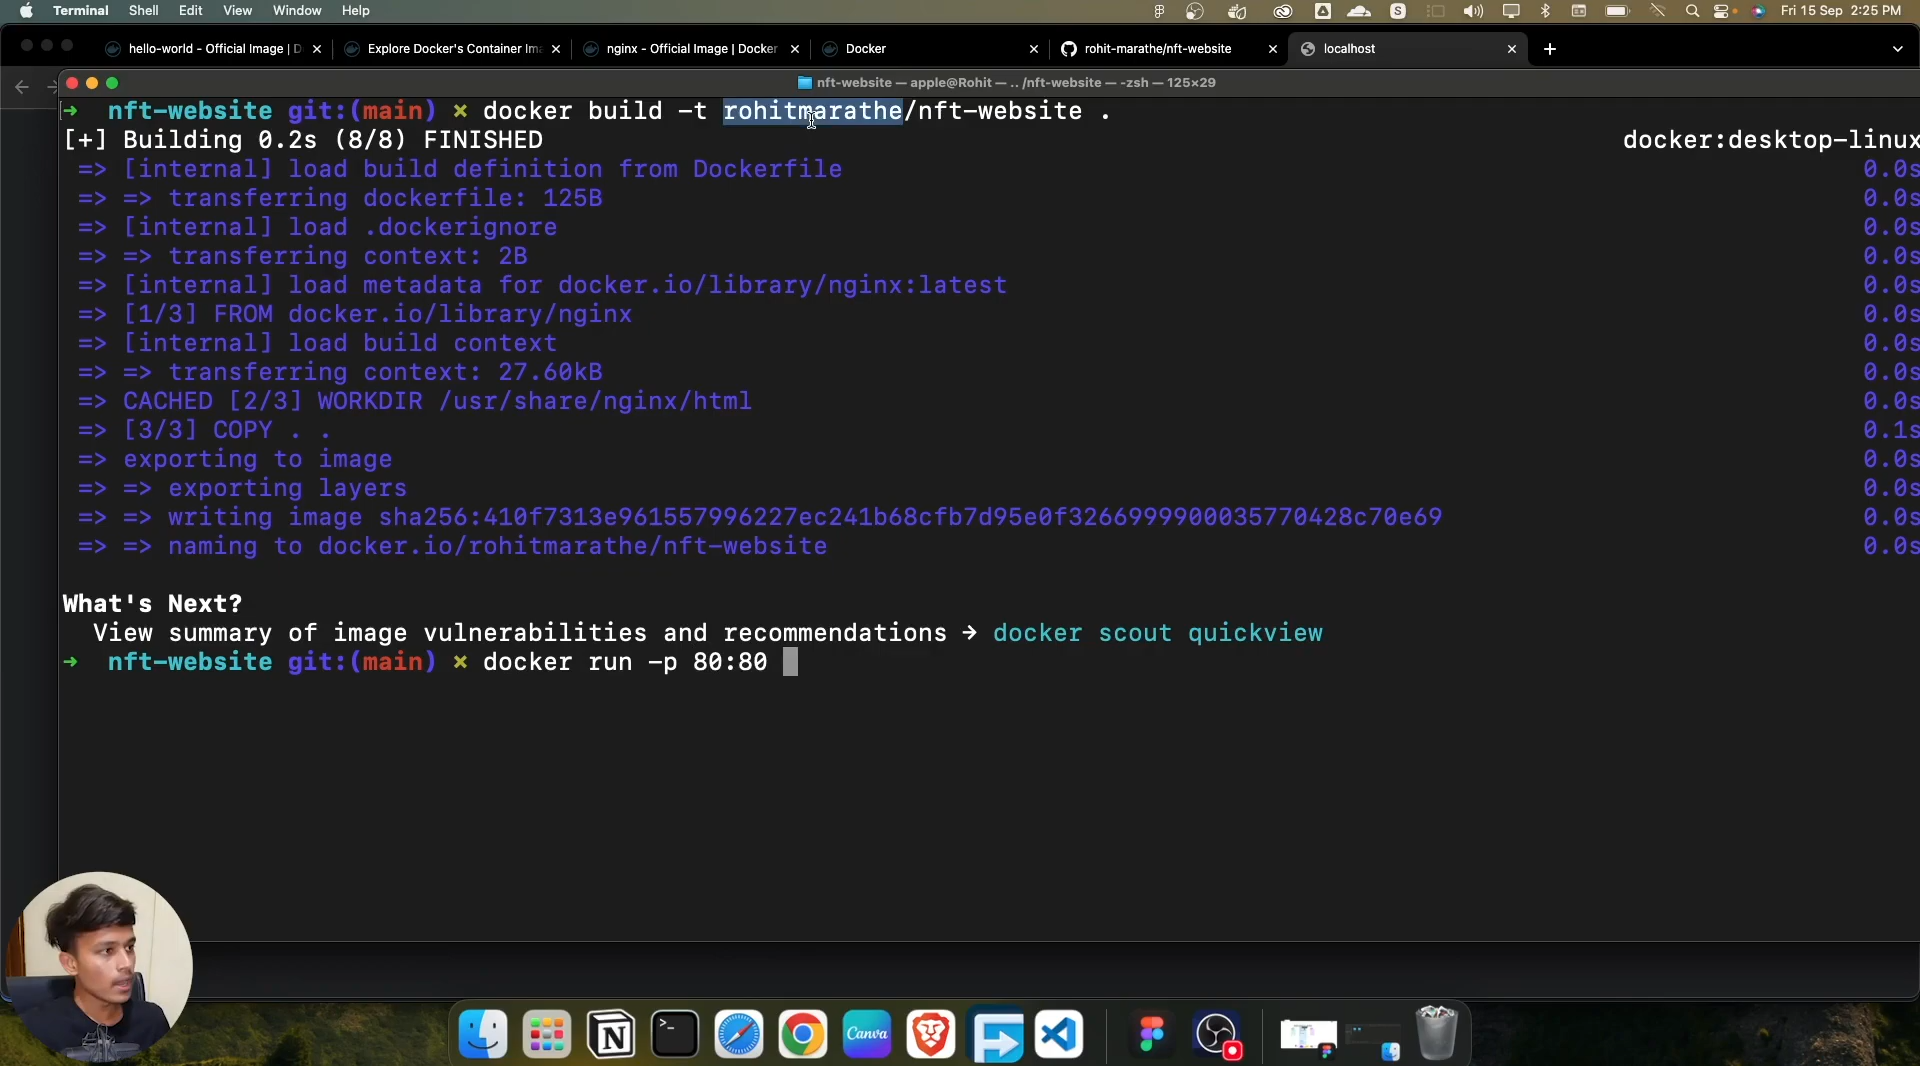 Terminal Shell Edit View Window Help Fri 15 Sep 2:25 PM
hello-world - Official Image | D Explore Docker's Container Im nginx - Official Image | Docker Docker rohit-marathe/nft-website localhost
nft-website — apple@Rohit — .. /nft-website — -zsh — 125×29
➜ nft-website git:(main) ✗ docker build -t rohitmarathe/nft-website .
[+] Building 0.2s (8/8) FINISHED docker:desktop-linux
=> [internal] load build definition from Dockerfile 0.0s
=> => transferring dockerfile: 125B 0.0s
=> [internal] load .dockerignore 0.0s
=> => transferring context: 2B 0.0s
=> [internal] load metadata for docker.io/library/nginx:latest 0.0s
=> [1/3] FROM docker.io/library/nginx 0.0s
=> [internal] load build context 0.0s
=> => transferring context: 27.60kB 0.0s
=> CACHED [2/3] WORKDIR /usr/share/nginx/html 0.0s
=> [3/3] COPY . . 0.1s
=> exporting to image 0.0s
=> => exporting layers 0.0s
=> => writing image sha256:410f7313e961557996227ec241b68cfb7d95e0f3266999900035770428c70e69 0.0s
=> => naming to docker.io/rohitmarathe/nft-website 0.0s
What's Next?
View summary of image vulnerabilities and recommendations → docker scout quickview
➜ nft-website git:(main) ✗ docker run -p 80:80
Canva